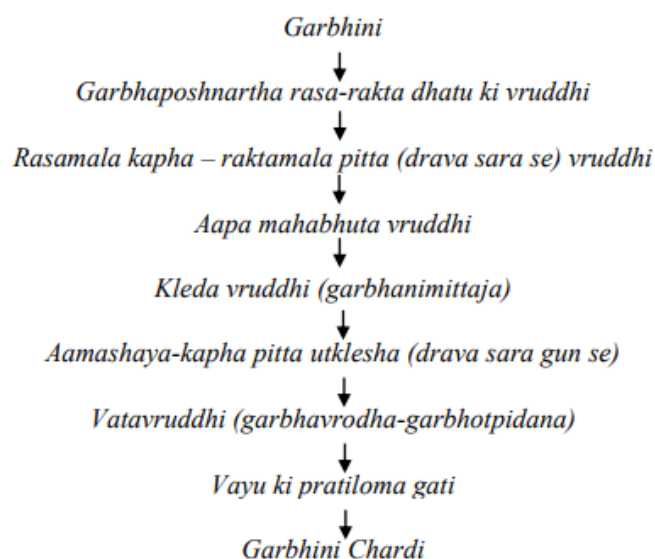 Garbhini
Garbhaposhnartha rasa-rakta dhatu ki vruddhi
Rasamala kapha – raktamala pitta (drava sara se) vruddhi
Aapa mahabhuta vruddhi
Kleda vruddhi (garbhanimittaja)
Aamashaya-kapha pitta utklesha (drava sara gun se)
Vatavruddhi (garbhavrodha-garbhotpidana)
Vayu ki pratiloma gati
Garbhini Chardi